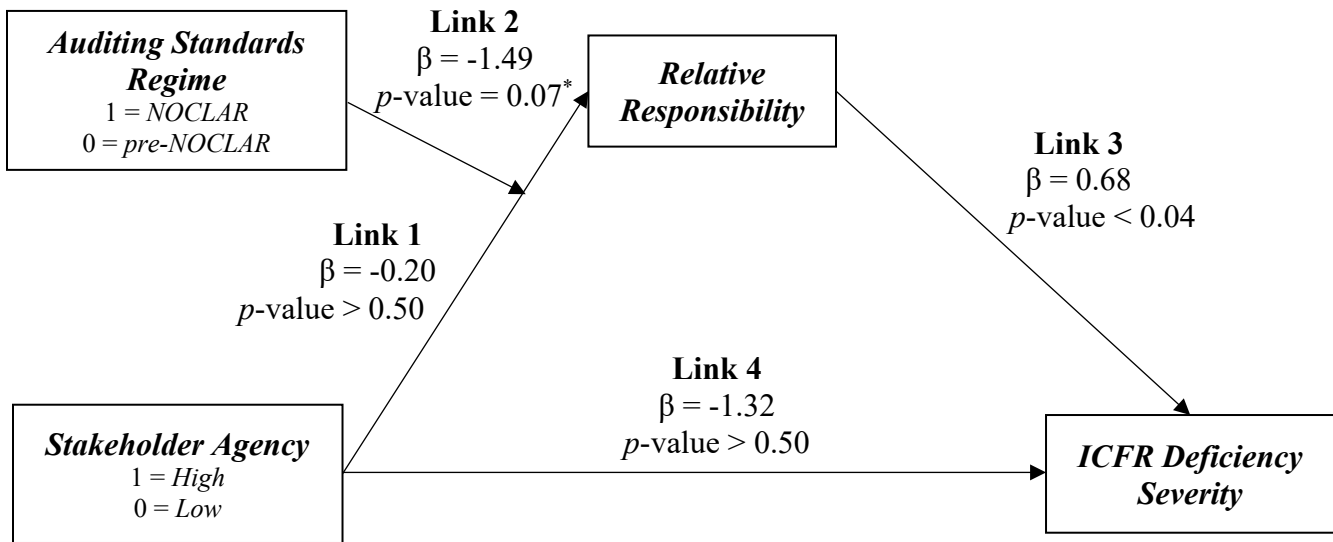 Auditing Standards
Regime
1 = NOCLAR
0 = pre-NOCLAR
Link 2
β = -1.49
p-value = 0.07*
Relative
Responsibility
Link 3
β = 0.68
p-value < 0.04
Link 1
β = -0.20
p-value > 0.50
Link 4
β = -1.32
p-value > 0.50
Stakeholder Agency
1 = High
0 = Low
ICFR Deficiency
Severity